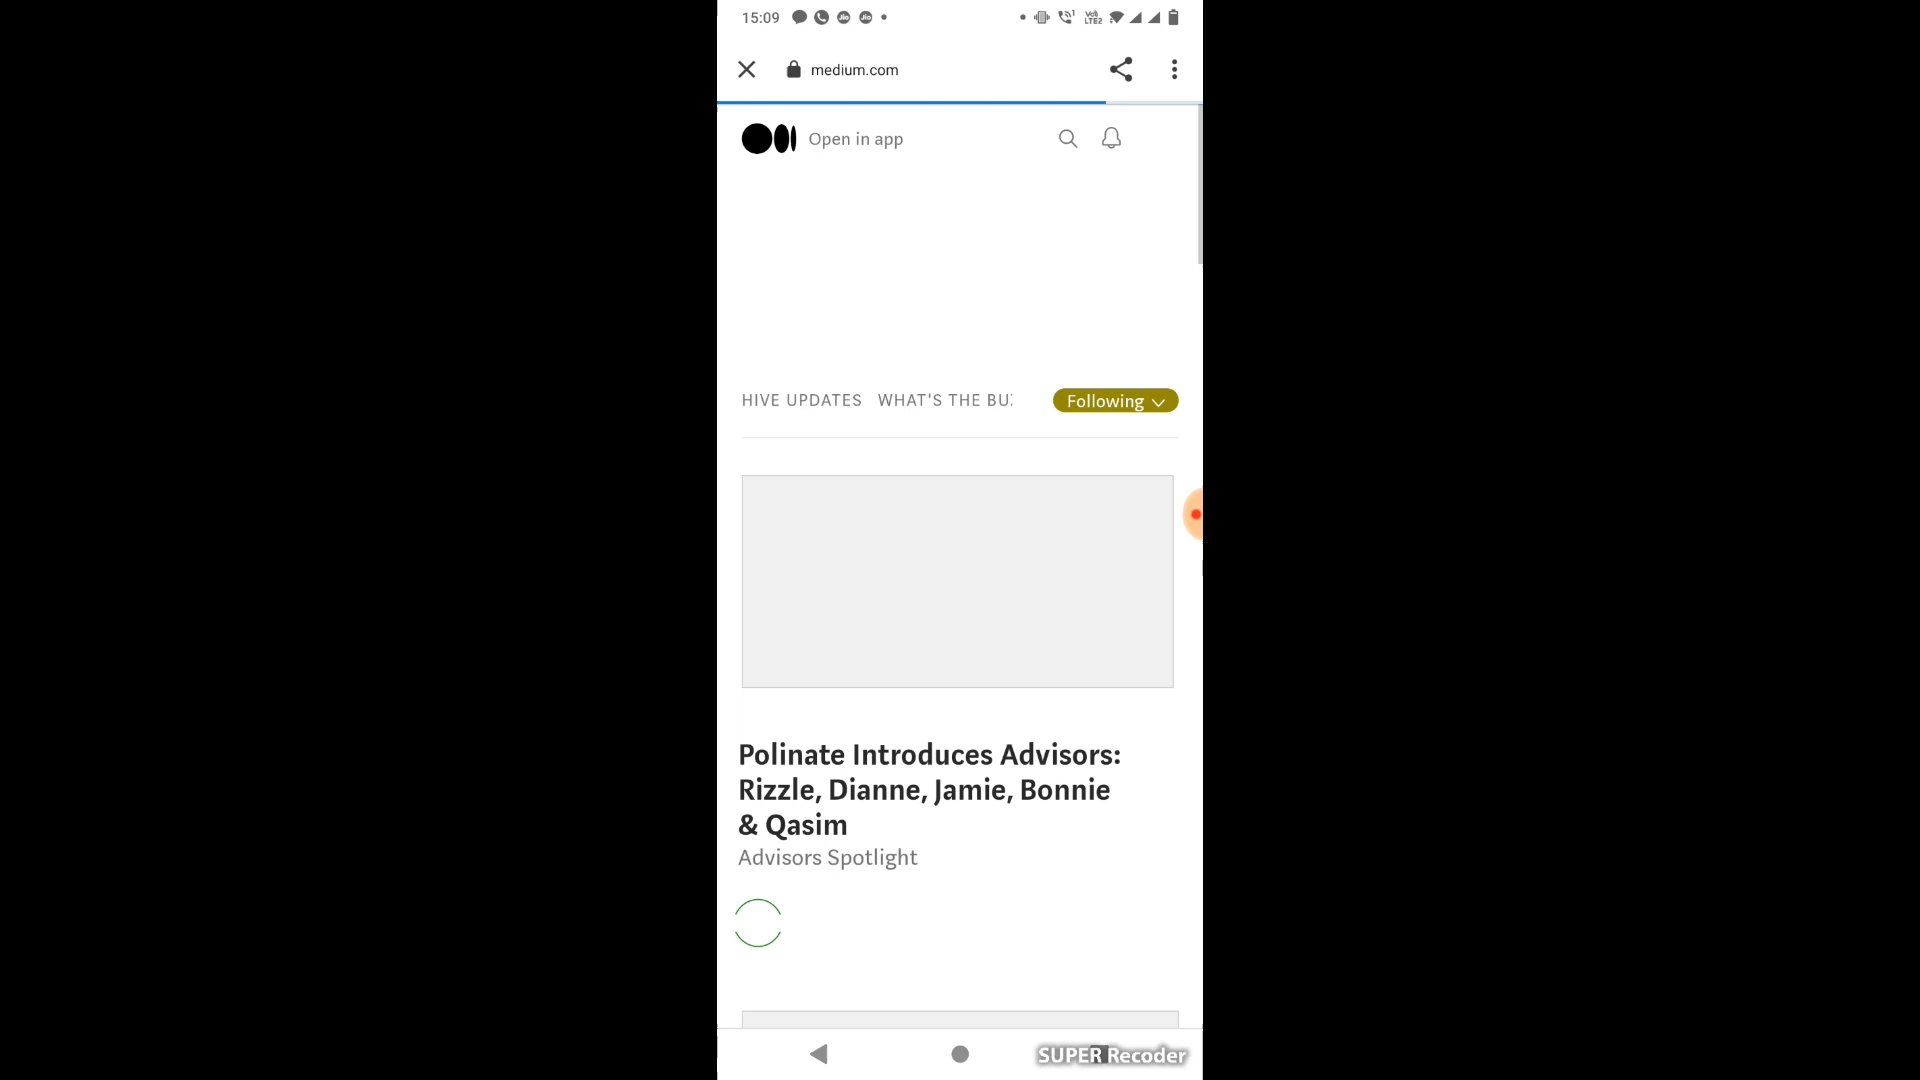 15:09
medium.com
Open in app
HIVE UPDATES WHAT'S THE BU
Following
Polinate Introduces Advisors:
Rizzle, Dianne, Jamie, Bonnie
& Qasim
Advisors Spotlight
SUPER Recoder